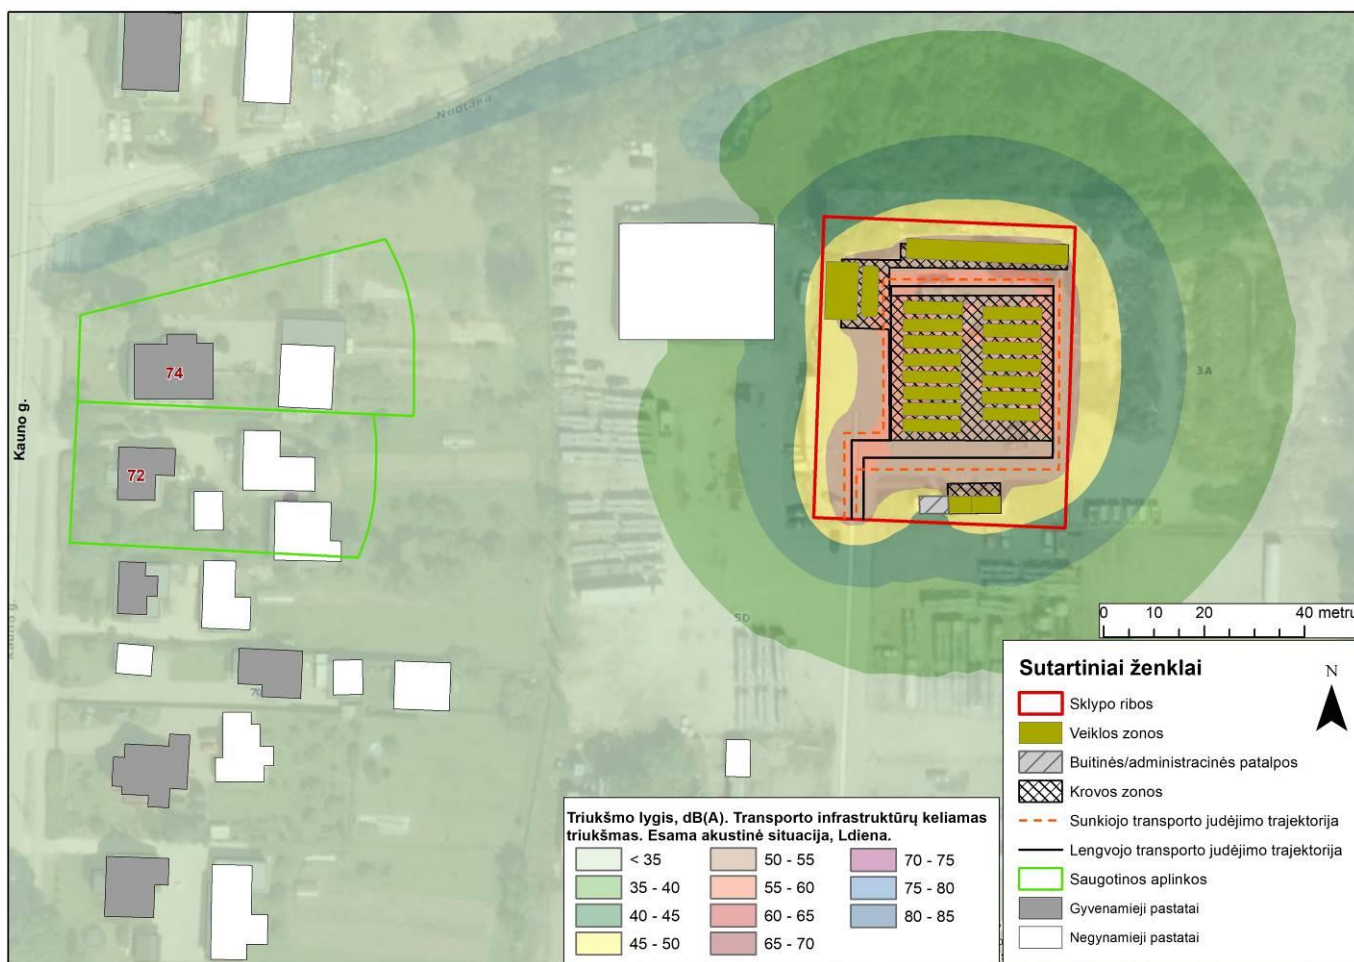 Nuotaka
74
Kauno g.
72
Kauno g.
3A
5D
0 10 20 40 metrų
Sutartiniai ženklai
N
Sklypo ribos
Veiklos zonos
Buitinės/administracinės patalpos
Krovos zonos
Sunkiojo transporto judėjimo trajektorija
Lengvojo transporto judėjimo trajektorija
Saugotinos aplinkos
Gyvenamieji pastatai
Negynamieji pastatai
Triukšmo lygis, dB(A). Transporto infrastruktūrų keliamas
triukšmas. Esama akustinė situacija, Ldiena.
< 35
35 - 40
40 - 45
45 - 50
50 - 55
55 - 60
60 - 65
65 - 70
70 - 75
75 - 80
80 - 85